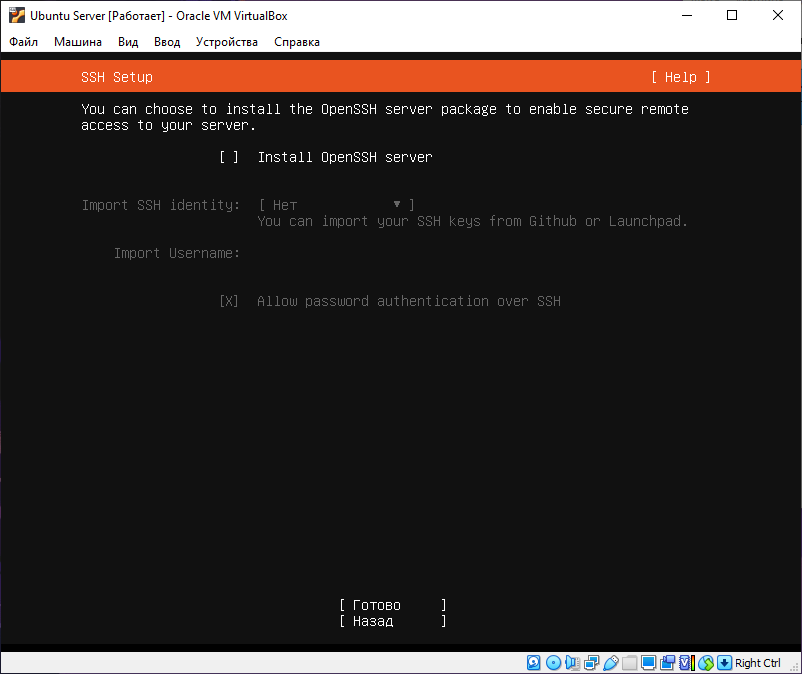 Ubuntu Server [Работает] - Oracle VM VirtualBox
Файл Машина Вид Ввод Устройства Справка
SSH Setup [ Help ]
You can choose to install the OpenSSH server package to enable secure remote
access to your server.
[ ] Install OpenSSH server
Import SSH identity: [ Нет ▼ ]
You can import your SSH keys from Github or Launchpad.
Import Username:
[X] Allow password authentication over SSH
[ Готово ]
[ Назад ]
Right Ctrl